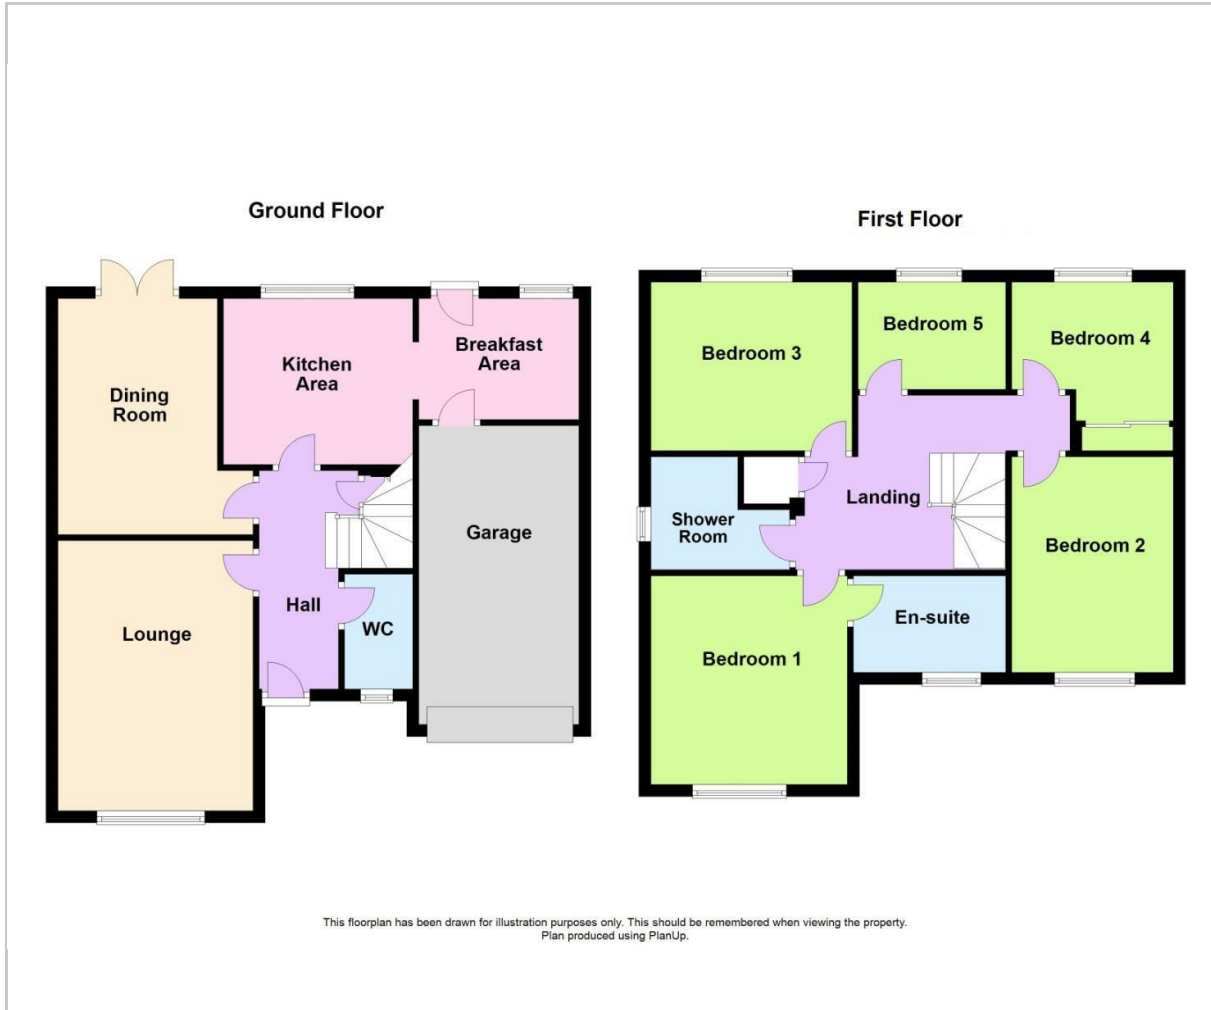 Ground Floor
Dining
Room
Kitchen
Area
Breakfast
Area
Garage
Hall
WC
Lounge
First Floor
Bedroom 3
Bedroom 5
Bedroom 4
Landing
Shower
Room
Bedroom 2
En-suite
Bedroom 1
This floorplan has been drawn for illustration purposes only. This should be remembered when viewing the property.
Plan produced using PlanUp.